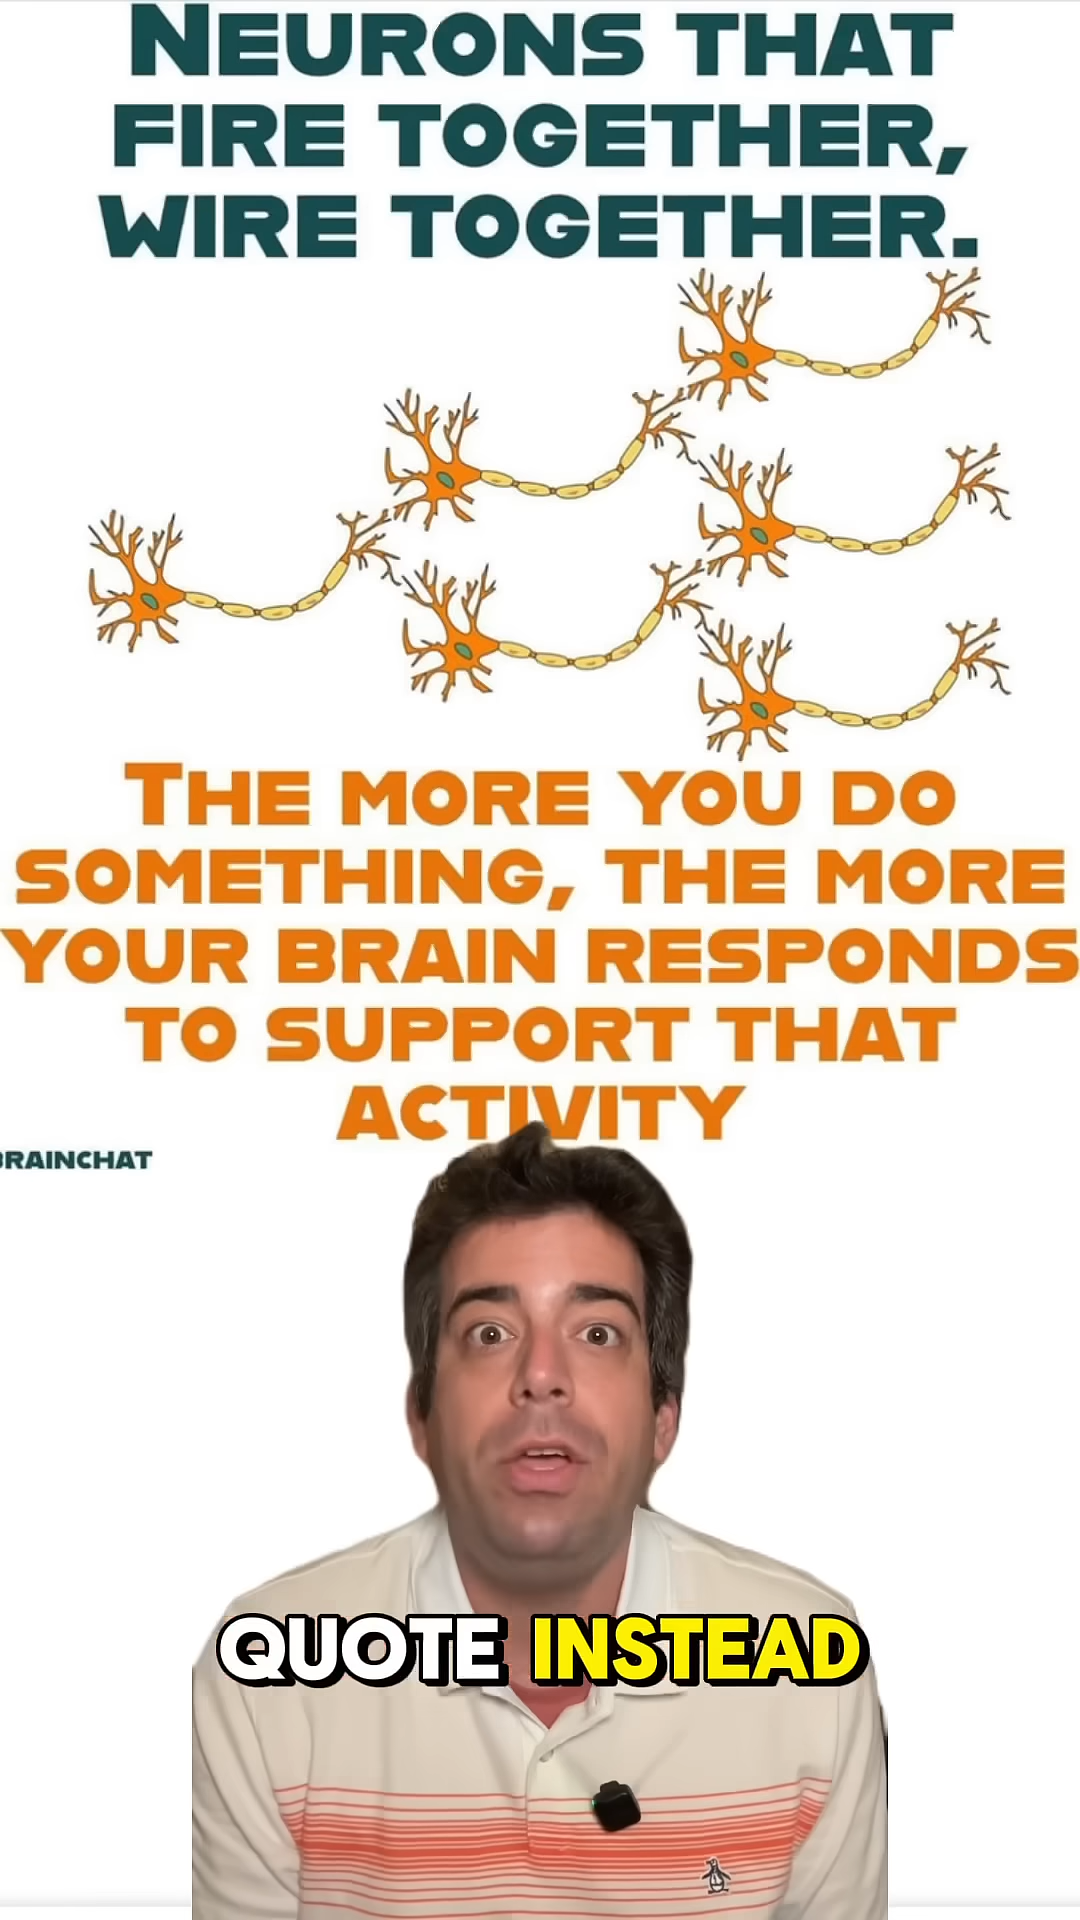 NEURONS THAT
FIRE TOGETHER,
WIRE TOGETHER.
THE MORE YOU DO
SOMETHING, THE MORE
YOUR BRAIN RESPONDS
TO SUPPORT THAT
ACTIVITY
BRAINCHAT
QUOTE INSTEAD